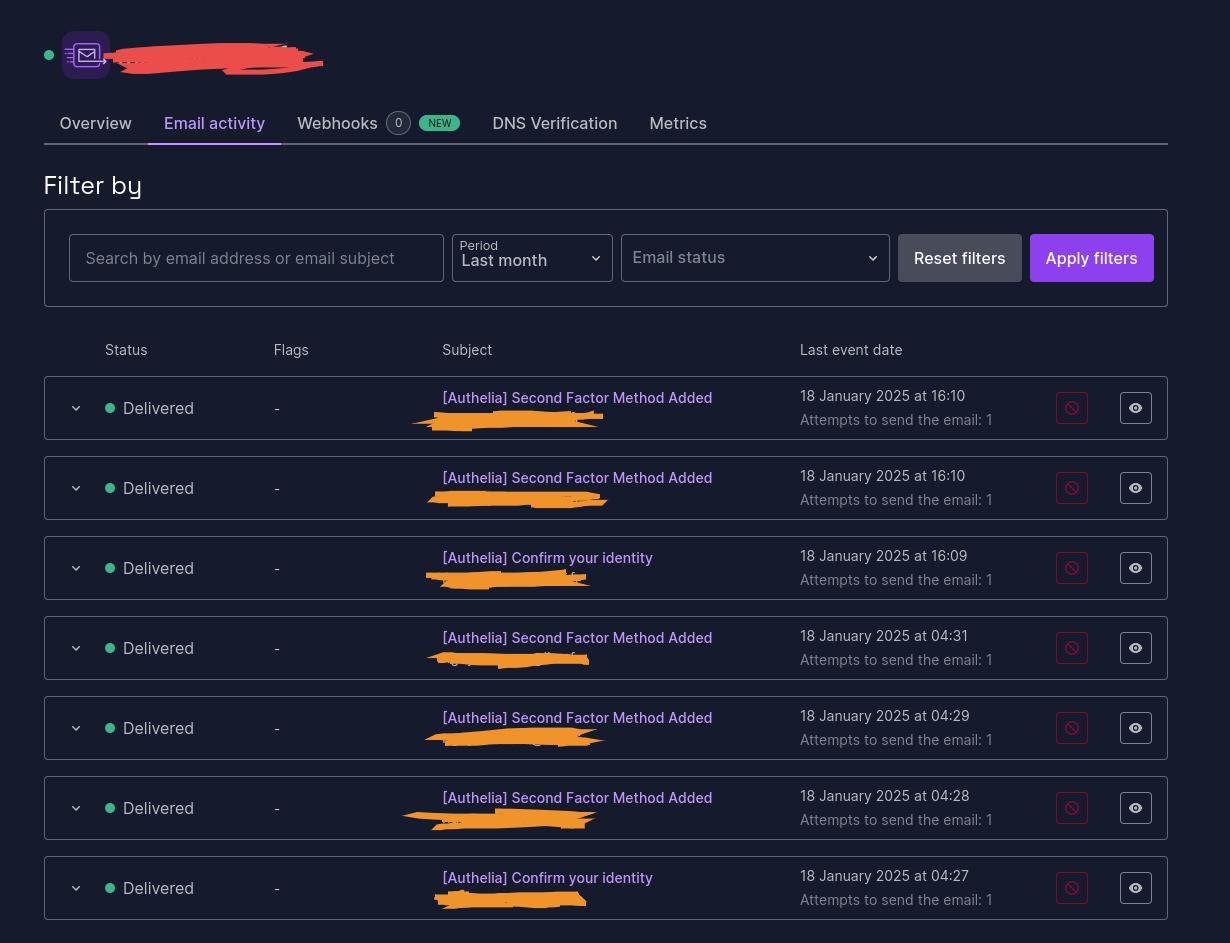 Overview Email activity Webhooks 0 NEW DNS Verification Metrics
Filter by
Search by email address or email subject
Period
Last month
Email status
Reset filters
Apply filters
Status Flags Subject Last event date
Delivered - [Authelia] Second Factor Method Added 18 January 2025 at 16:10
Attempts to send the email: 1
Delivered - [Authelia] Second Factor Method Added 18 January 2025 at 16:10
Attempts to send the email: 1
Delivered - [Authelia] Confirm your identity 18 January 2025 at 16:09
Attempts to send the email: 1
Delivered - [Authelia] Second Factor Method Added 18 January 2025 at 04:31
Attempts to send the email: 1
Delivered - [Authelia] Second Factor Method Added 18 January 2025 at 04:29
Attempts to send the email: 1
Delivered - [Authelia] Second Factor Method Added 18 January 2025 at 04:28
Attempts to send the email: 1
Delivered - [Authelia] Confirm your identity 18 January 2025 at 04:27
Attempts to send the email: 1